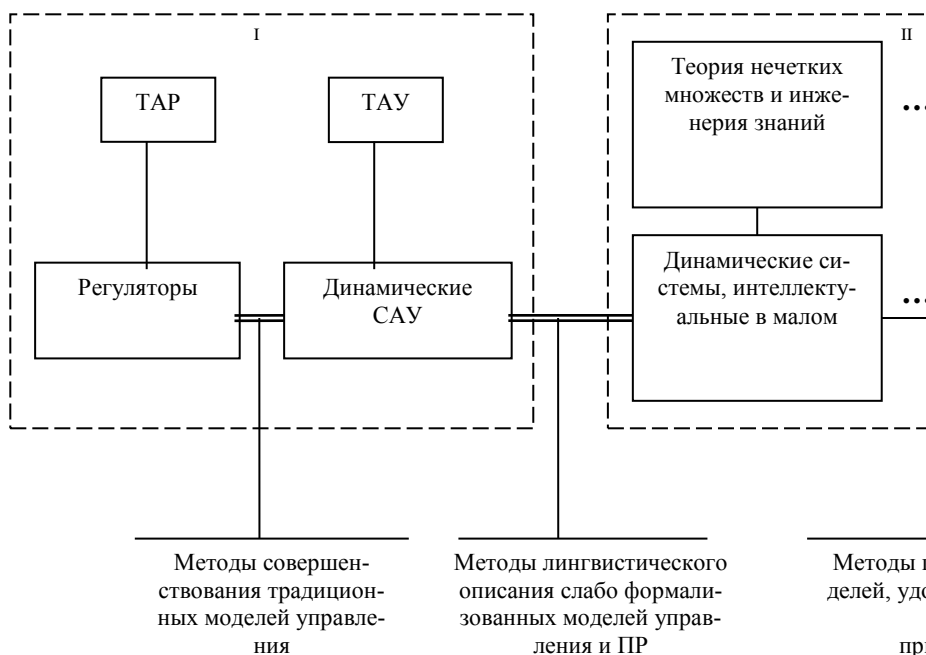 I
II
ТАР
ТАУ
Теория нечетких
множеств и инже-
нерия знаний
...
Регуляторы
Динамические
САУ
Динамические си-
стемы, интеллекту-
альные в малом
...
Методы совершен-
ствования традицион-
ных моделей управле-
ния
Методы лингвистического
описания слабо формали-
зованных моделей управ-
ления и ПР
Методы
делей,